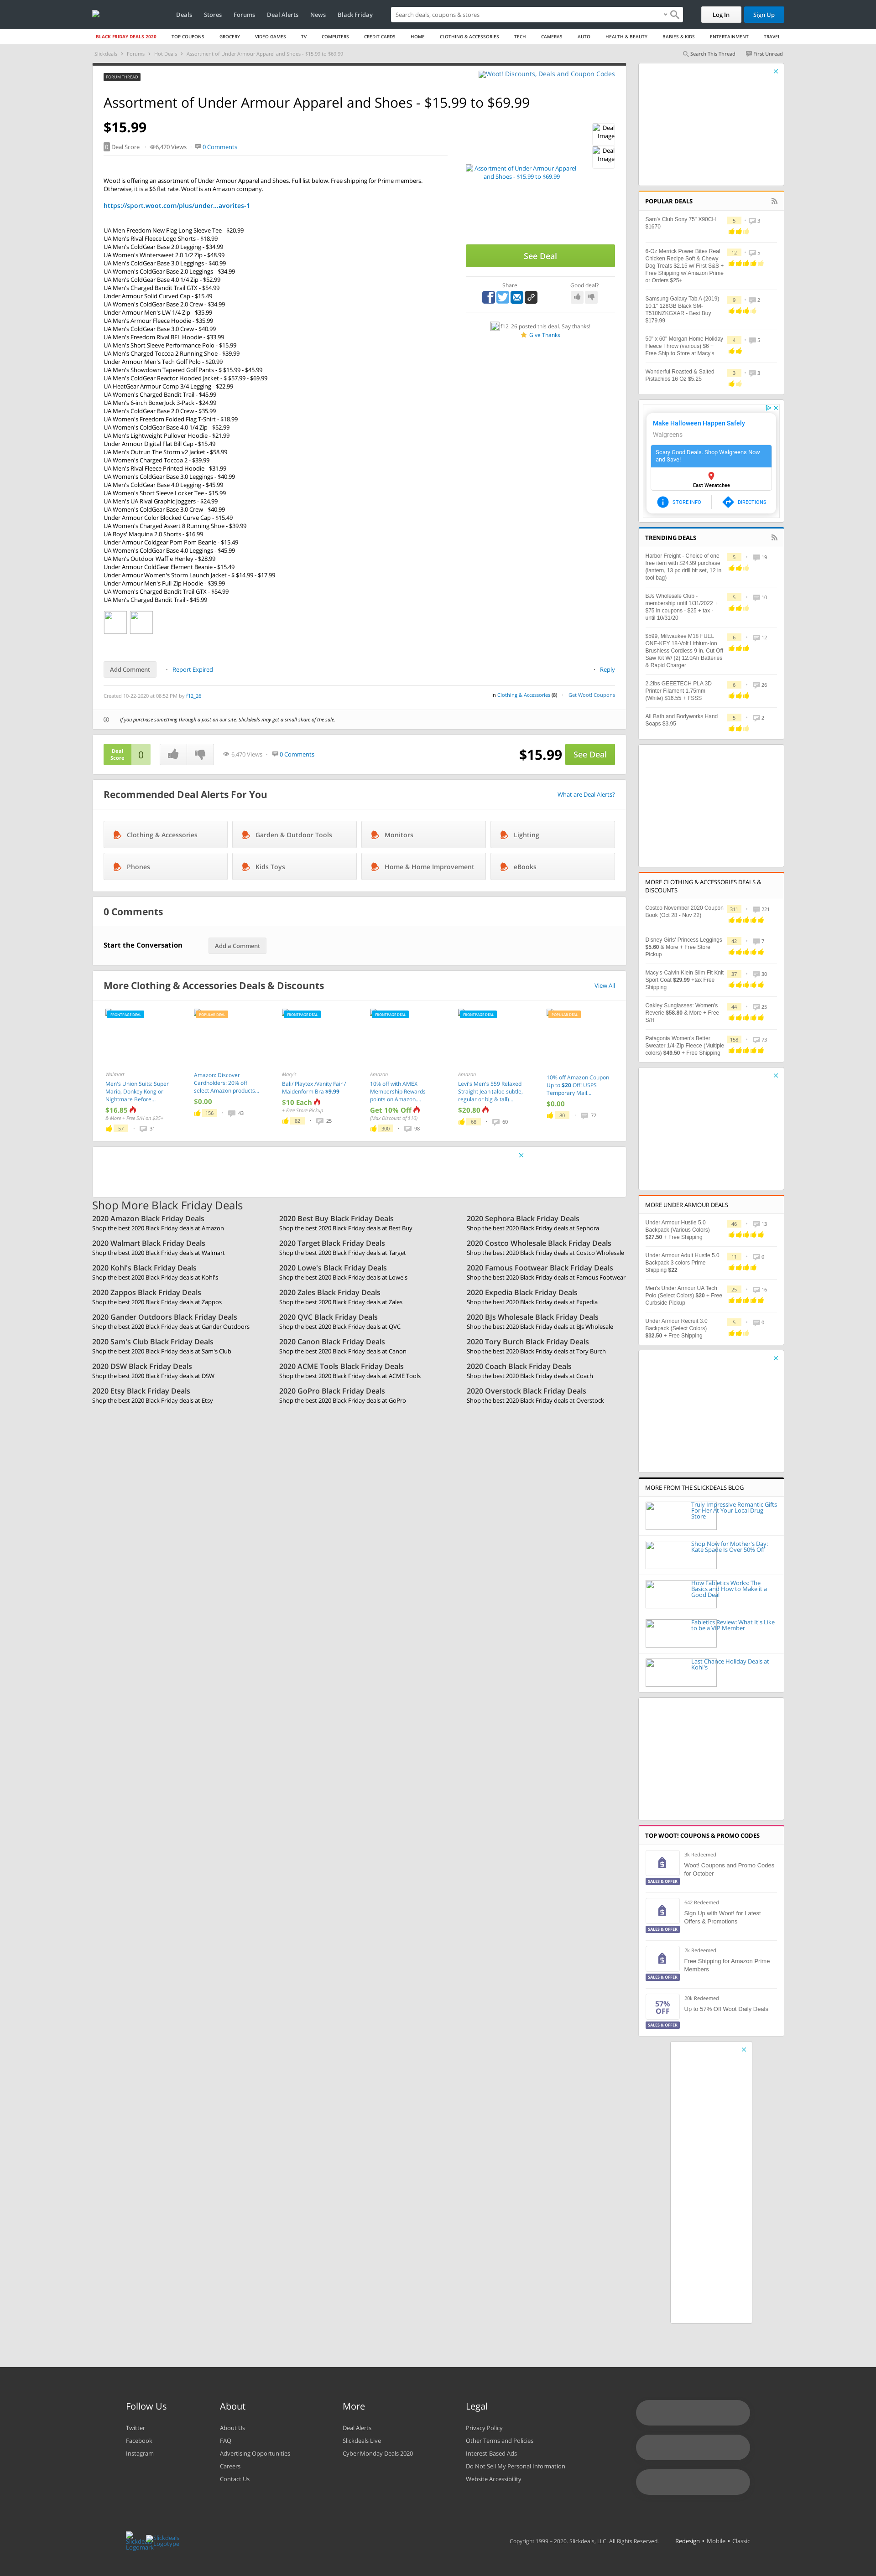 Deals Stores Forums Deal Alerts News Black Friday
Search deals, coupons & stores
Log In
Sign Up
BLACK FRIDAY DEALS 2020 TOP COUPONS GROCERY VIDEO GAMES TV COMPUTERS CREDIT CARDS HOME CLOTHING & ACCESSORIES TECH CAMERAS AUTO HEALTH & BEAUTY BABIES & KIDS ENTERTAINMENT TRAVEL
Slickdeals > Forums > Hot Deals > Assortment of Under Armour Apparel and Shoes - $15.99 to $69.99
Search This Thread First Unread
FORUM THREAD
Woot! Discounts, Deals and Coupon Codes
Assortment of Under Armour Apparel and Shoes - $15.99 to $69.99
$15.99
0 Deal Score 6,470 Views 0 Comments
Woot! is offering an assortment of Under Armour Apparel and Shoes. Full list below. Free shipping for Prime members.
Otherwise, it is a $6 flat rate. Woot! is an Amazon company.
https://sport.woot.com/plus/under...avorites-1
UA Men Freedom New Flag Long Sleeve Tee - $20.99
UA Men's Rival Fleece Logo Shorts - $18.99
UA Men's ColdGear Base 2.0 Legging - $34.99
UA Women's Wintersweet 2.0 1/2 Zip - $48.99
UA Men's ColdGear Base 3.0 Leggings - $40.99
UA Women's ColdGear Base 2.0 Leggings - $34.99
UA Men's ColdGear Base 4.0 1/4 Zip - $52.99
UA Men's Charged Bandit Trail GTX - $54.99
Under Armour Solid Curved Cap - $15.49
UA Women's ColdGear Base 2.0 Crew - $34.99
Under Armour Men's LW 1/4 Zip - $35.99
UA Men's Armour Fleece Hoodie - $35.99
UA Men's ColdGear Base 3.0 Crew - $40.99
UA Men's Freedom Rival BFL Hoodie - $33.99
UA Men's Short Sleeve Performance Polo - $15.99
UA Men's Charged Toccoa 2 Running Shoe - $39.99
Under Armour Men's Tech Golf Polo - $20.99
UA Men's Showdown Tapered Golf Pants - $ $15.99 - $45.99
UA Men's ColdGear Reactor Hooded Jacket - $ $57.99 - $69.99
UA HeatGear Armour Comp 3/4 Legging - $22.99
UA Women's Charged Bandit Trail - $45.99
UA Men's 6-inch BoxerJock 3-Pack - $24.99
UA Men's ColdGear Base 2.0 Crew - $35.99
UA Women's Freedom Folded Flag T-Shirt - $18.99
UA Women's ColdGear Base 4.0 1/2 Zip - $52.99
UA Men's Lightweight Pullover Hoodie - $21.99
Under Armour Digital Flat Bill Cap - $15.49
UA Men's Outrun The Storm v2 Jacket - $58.99
UA Women's Charged Toccoa 2 - $39.99
UA Men's Rival Fleece Printed Hoodie - $31.99
UA Women's ColdGear Base 3.0 Leggings - $40.99
UA Men's ColdGear Base 4.0 Legging - $45.99
UA Women's Short Sleeve Locker Tee - $15.99
UA Men's UA Rival Graphic Joggers - $24.99
UA Women's ColdGear Base 3.0 Crew - $40.99
Under Armour Color Blocked Curve Cap - $15.49
UA Women's Charged Assert 8 Running Shoe - $39.99
UA Boys' Maquina 2.0 Shorts - $16.99
Under Armour Coldgear Pom Pom Beanie - $15.49
UA Women's ColdGear Base 4.0 Leggings - $45.99
UA Men's Outdoor Waffle Henley - $28.99
Under Armour ColdGear Element Beanie - $15.49
Under Armour Women's Storm Launch Jacket - $ $14.99 - $17.99
Under Armour Men's Full-Zip Hoodie - $39.99
UA Women's Charged Bandit Trail GTX - $54.99
UA Men's Charged Bandit Trail - $45.99
Assortment of Under Armour Apparel and Shoes - $15.99 to $69.99
Deal Image
Deal Image
See Deal
Share Good deal?
f12_26 posted this deal. Say thanks!
Give Thanks
Add Comment Report Expired Reply
Created 10-22-2020 at 08:52 PM by f12_26
in Clothing & Accessories (8) Get Woot! Coupons
If you purchase something through a post on our site, Slickdeals may get a small share of the sale.
Deal Score 0 6,470 Views 0 Comments $15.99 See Deal
Recommended Deal Alerts For You What are Deal Alerts?
Clothing & Accessories Garden & Outdoor Tools Monitors Lighting
Phones Kids Toys Home & Home Improvement eBooks
0 Comments
Start the Conversation Add a Comment
More Clothing & Accessories Deals & Discounts View All
FRONTPAGE DEAL
Walmart
Men's Union Suits: Super Mario, Donkey Kong or Nightmare Before...
$16.85
& More + Free S/H on $35+
57 31
POPULAR DEAL
Amazon: Discover Cardholders: 20% off select Amazon products...
$0.00
156 43
FRONTPAGE DEAL
Macy's
Bali/ Playtex /Vanity Fair / Maidenform Bra $9.99
$10 Each
+ Free Store Pickup
82 25
FRONTPAGE DEAL
Amazon
10% off with AMEX Membership Rewards points on Amazon....
Get 10% Off
(Max Discount of $10)
300 98
FRONTPAGE DEAL
Amazon
Levi's Men's 559 Relaxed Straight Jean (aloe subtle, regular or big & tall)...
$20.80
68 60
POPULAR DEAL
10% off Amazon Coupon Up to $20 Off! USPS Temporary Mail...
$0.00
80 72
Shop More Black Friday Deals
2020 Amazon Black Friday Deals
Shop the best 2020 Black Friday deals at Amazon
2020 Best Buy Black Friday Deals
Shop the best 2020 Black Friday deals at Best Buy
2020 Sephora Black Friday Deals
Shop the best 2020 Black Friday deals at Sephora
2020 Walmart Black Friday Deals
Shop the best 2020 Black Friday deals at Walmart
2020 Target Black Friday Deals
Shop the best 2020 Black Friday deals at Target
2020 Costco Wholesale Black Friday Deals
Shop the best 2020 Black Friday deals at Costco Wholesale
2020 Kohl's Black Friday Deals
Shop the best 2020 Black Friday deals at Kohl's
2020 Lowe's Black Friday Deals
Shop the best 2020 Black Friday deals at Lowe's
2020 Famous Footwear Black Friday Deals
Shop the best 2020 Black Friday deals at Famous Footwear
2020 Zappos Black Friday Deals
Shop the best 2020 Black Friday deals at Zappos
2020 Zales Black Friday Deals
Shop the best 2020 Black Friday deals at Zales
2020 Expedia Black Friday Deals
Shop the best 2020 Black Friday deals at Expedia
2020 Gander Outdoors Black Friday Deals
Shop the best 2020 Black Friday deals at Gander Outdoors
2020 QVC Black Friday Deals
Shop the best 2020 Black Friday deals at QVC
2020 BJs Wholesale Black Friday Deals
Shop the best 2020 Black Friday deals at BJs Wholesale
2020 Sam's Club Black Friday Deals
Shop the best 2020 Black Friday deals at Sam's Club
2020 Canon Black Friday Deals
Shop the best 2020 Black Friday deals at Canon
2020 Tory Burch Black Friday Deals
Shop the best 2020 Black Friday deals at Tory Burch
2020 DSW Black Friday Deals
Shop the best 2020 Black Friday deals at DSW
2020 ACME Tools Black Friday Deals
Shop the best 2020 Black Friday deals at ACME Tools
2020 Coach Black Friday Deals
Shop the best 2020 Black Friday deals at Coach
2020 Etsy Black Friday Deals
Shop the best 2020 Black Friday deals at Etsy
2020 GoPro Black Friday Deals
Shop the best 2020 Black Friday deals at GoPro
2020 Overstock Black Friday Deals
Shop the best 2020 Black Friday deals at Overstock
POPULAR DEALS
Sam's Club Sony 75" X90CH $1670 5 3
6-Oz Merrick Power Bites Real Chicken Recipe Soft & Chewy Dog Treats $2.15 w/ First S&S + Free Shipping w/ Amazon Prime or Orders $25+ 12 5
Samsung Galaxy Tab A (2019) 10.1" 128GB Black SM-T510NZKGXAR - Best Buy $179.99 9 2
50" x 60" Morgan Home Holiday Fleece Throw (various) $6 + Free Ship to Store at Macy's 4 5
Wonderful Roasted & Salted Pistachios 16 Oz $5.25 3 3
Make Halloween Happen Safely
Walgreens
Scary Good Deals. Shop Walgreens Now and Save!
East Wenatchee
STORE INFO DIRECTIONS
TRENDING DEALS
Harbor Freight - Choice of one free item with $24.99 purchase (lantern, 13 pc drill bit set, 12 in tool bag) 5 19
BJs Wholesale Club - membership until 1/31/2022 + $75 in coupons - $25 + tax - until 10/31/20 5 10
$599, Milwaukee M18 FUEL ONE-KEY 18-Volt Lithium-Ion Brushless Cordless 9 in. Cut Off Saw Kit W/ (2) 12.0Ah Batteries & Rapid Charger 6 12
2.2lbs GEEETECH PLA 3D Printer Filament 1.75mm (White) $16.55 + FSSS 6 26
All Bath and Bodyworks Hand Soaps $3.95 5 2
MORE CLOTHING & ACCESSORIES DEALS & DISCOUNTS
Costco November 2020 Coupon Book (Oct 28 - Nov 22) 311 221
Disney Girls' Princess Leggings $5.60 & More + Free Store Pickup 42 7
Macy's-Calvin Klein Slim Fit Knit Sport Coat $29.99 +tax Free Shipping 37 30
Oakley Sunglasses: Women's Reverie $58.80 & More + Free S/H 44 25
Patagonia Women's Better Sweater 1/4-Zip Fleece (Multiple colors) $49.50 + Free Shipping 158 73
MORE UNDER ARMOUR DEALS
Under Armour Hustle 5.0 Backpack (Various Colors) $27.50 + Free Shipping 46 13
Under Armour Adult Hustle 5.0 Backpack 3 colors Prime Shipping $22 11 0
Men's Under Armour UA Tech Polo (Select Colors) $20 + Free Curbside Pickup 25 16
Under Armour Recruit 3.0 Backpack (Select Colors) $32.50 + Free Shipping 5 0
MORE FROM THE SLICKDEALS BLOG
Truly Impressive Romantic Gifts For Her At Your Local Drug Store
Shop Now for Mother's Day: Kate Spade Is Over 50% Off
How Fabletics Works: The Basics and How to Make it a Good Deal
Fabletics Review: What It's Like to be a VIP Member
Last Chance Holiday Deals at Kohl's
TOP WOOT! COUPONS & PROMO CODES
3k Redeemed
Woot! Coupons and Promo Codes for October
SALES & OFFER
642 Redeemed
Sign Up with Woot! for Latest Offers & Promotions
SALES & OFFER
2k Redeemed
Free Shipping for Amazon Prime Members
SALES & OFFER
57% OFF
20k Redeemed
Up to 57% Off Woot Daily Deals
SALES & OFFER
Follow Us
Twitter
Facebook
Instagram
About
About Us
FAQ
Advertising Opportunities
Careers
Contact Us
More
Deal Alerts
Slickdeals Live
Cyber Monday Deals 2020
Legal
Privacy Policy
Other Terms and Policies
Interest-Based Ads
Do Not Sell My Personal Information
Website Accessibility
Slickdeals Logotype
Copyright 1999 – 2020. Slickdeals, LLC. All Rights Reserved. Redesign • Mobile • Classic